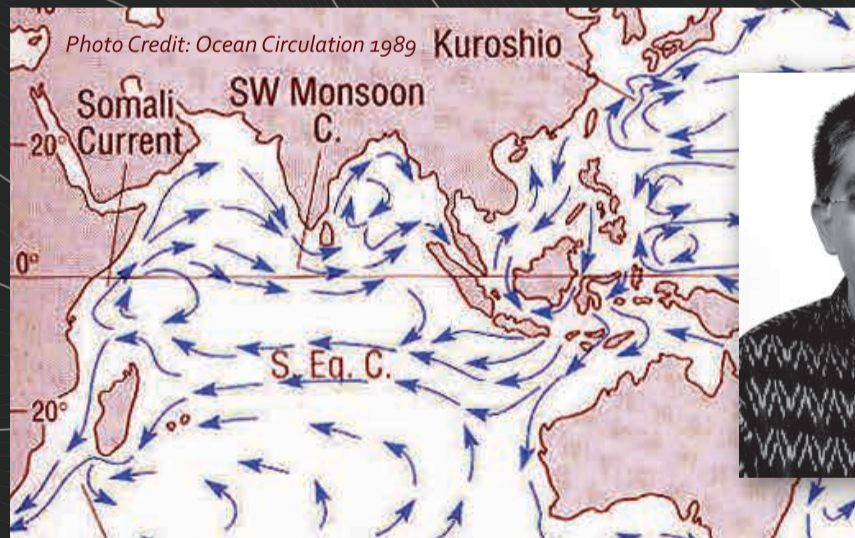 Photo Credit: Ocean Circulation 1989
Kuroshio
Somali
Current
SW Monsoon
C.
20°
0°
S. Eq. C.
20°